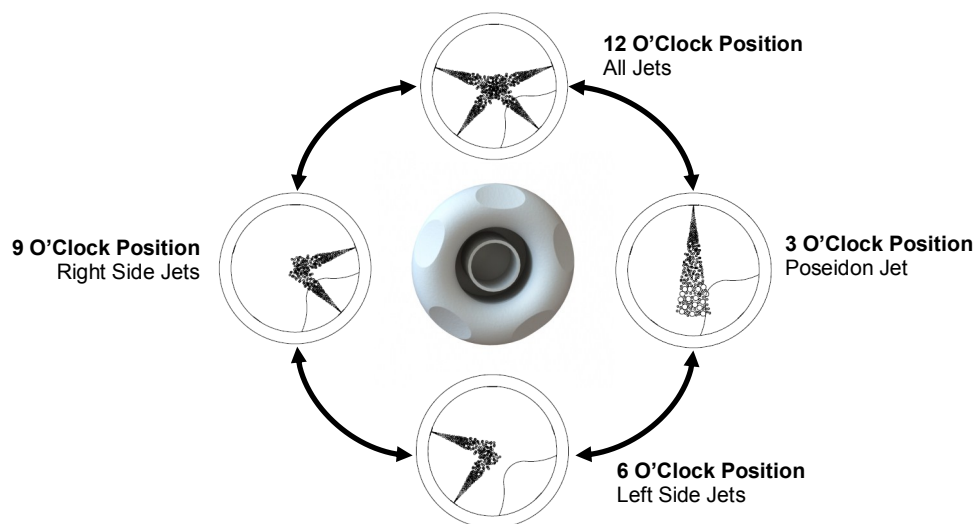 12 O’Clock Position
All Jets
9 O’Clock Position
Right Side Jets
3 O’Clock Position
Poseidon Jet
6 O’Clock Position
Left Side Jets